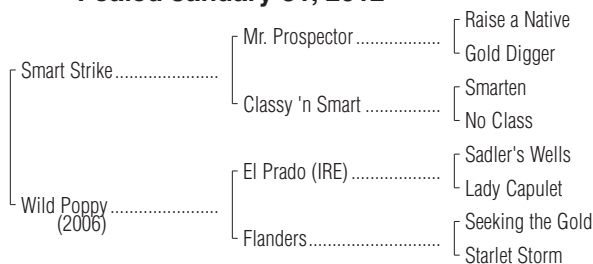 Foaled January 31, 2012
Raise a Native
Mr. Prospector..................
Gold Digger
Smart Strike......................
Smarten
Classy 'n Smart ................
No Class
Sadler's Wells
El Prado (IRE) ...................
Lady Capulet
Wild Poppy.......................
(2006)
Seeking the Gold
Flanders............................
Starlet Storm